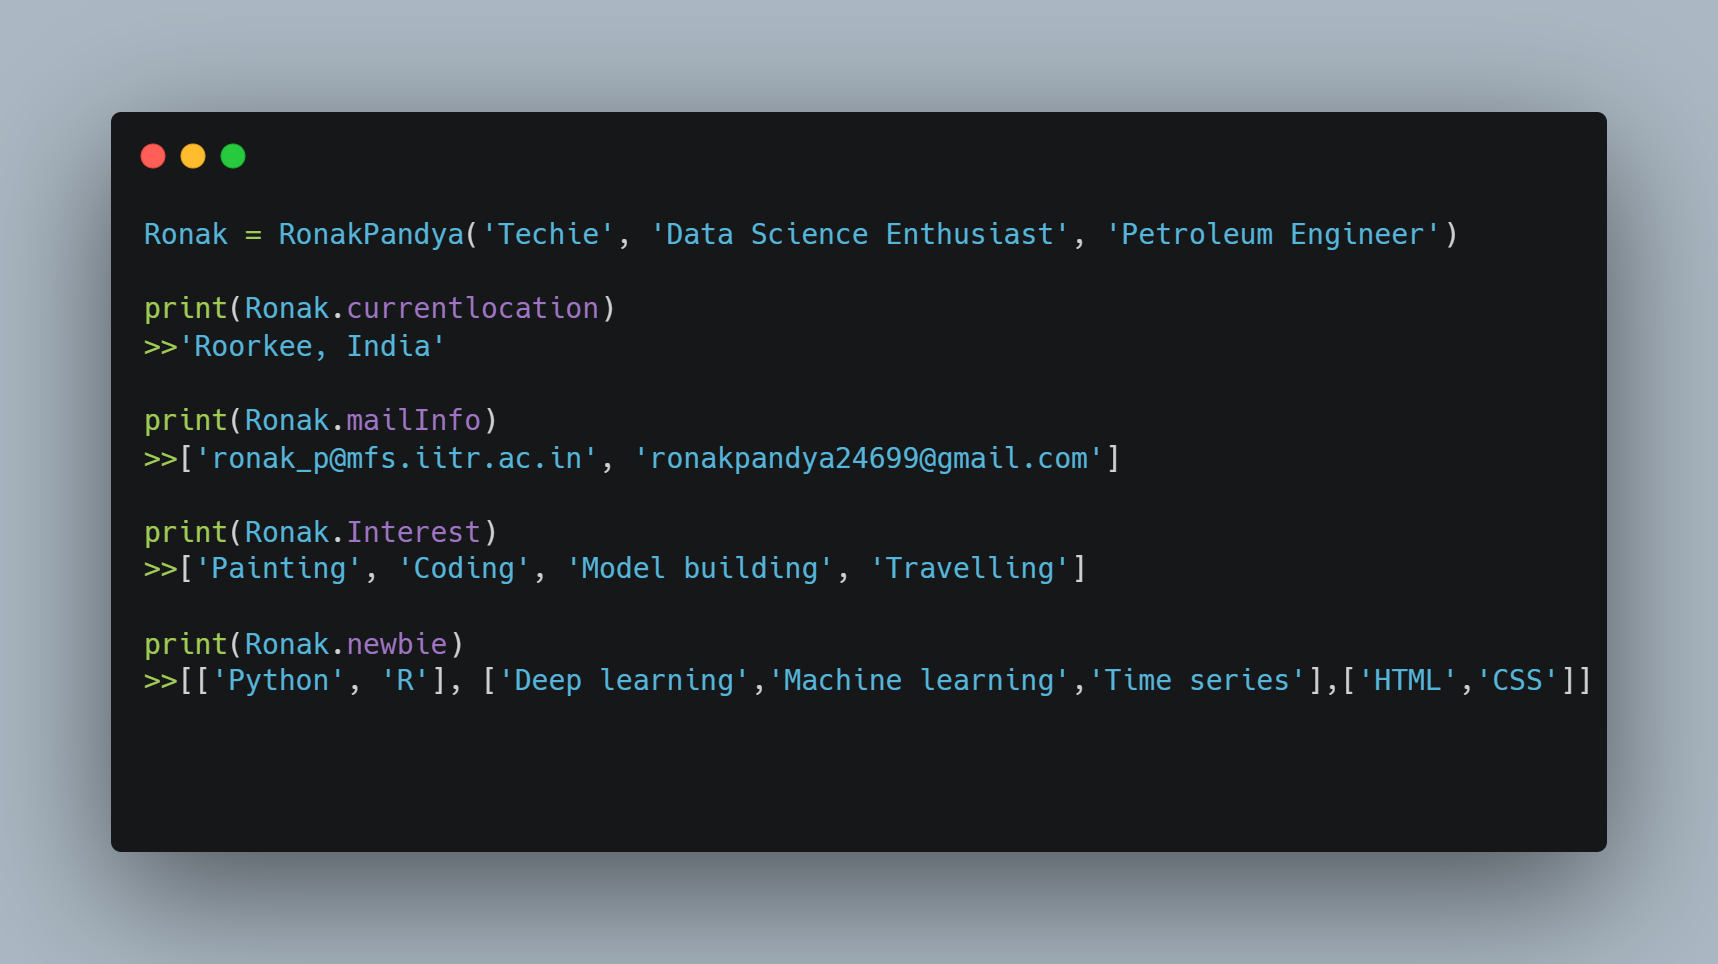 Ronak = RonakPandya('Techie', 'Data Science Enthusiast', 'Petroleum Engineer')
print(Ronak.currentlocation)
>>'Roorkee, India'
print(Ronak.mailInfo)
>>['ronak_p@mfs.iitr.ac.in', 'ronakpandya24699@gmail.com']
print(Ronak.Interest)
>>['Painting', 'Coding', 'Model building', 'Travelling']
print(Ronak.newbie)
>>[['Python', 'R'], ['Deep learning','Machine learning','Time series'],['HTML','CSS']]